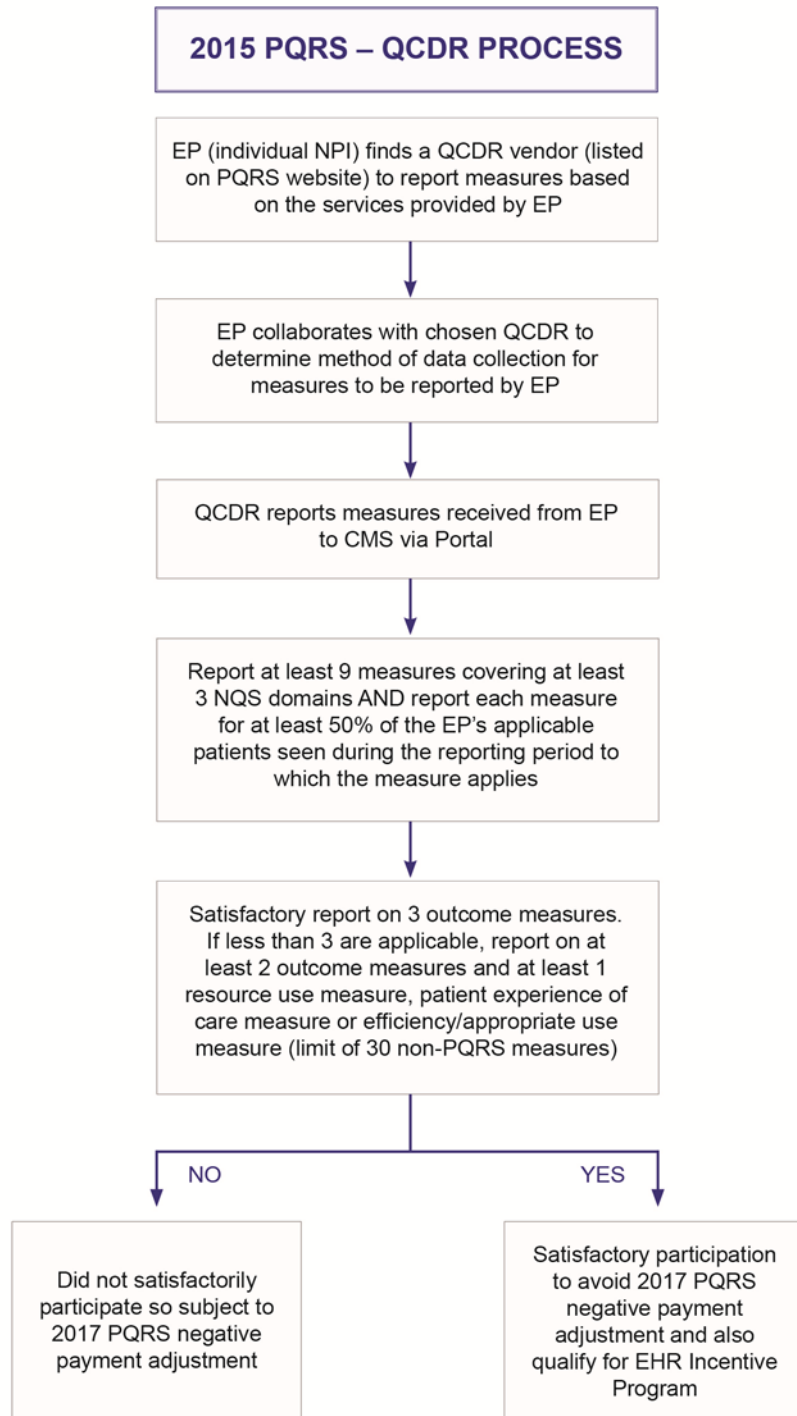 2015 PQRS – QCDR PROCESS
EP (individual NPI) finds a QCDR vendor (listed
on PQRS website) to report measures based
on the services provided by EP
EP collaborates with chosen QCDR to
determine method of data collection for
measures to be reported by EP
QCDR reports measures received from EP
to CMS via Portal
Report at least 9 measures covering at least
3 NQS domains AND report each measure
for at least 50% of the EP’s applicable
patients seen during the reporting period to
which the measure applies
Satisfactory report on 3 outcome measures.
If less than 3 are applicable, report on at
least 2 outcome measures and at least 1
resource use measure, patient experience of
care measure or efficiency/appropriate use
measure (limit of 30 non-PQRS measures)
NO
YES
Did not satisfactorily
participate so subject to
2017 PQRS negative
payment adjustment
Satisfactory participation
to avoid 2017 PQRS
negative payment
adjustment and also
qualify for EHR Incentive
Program